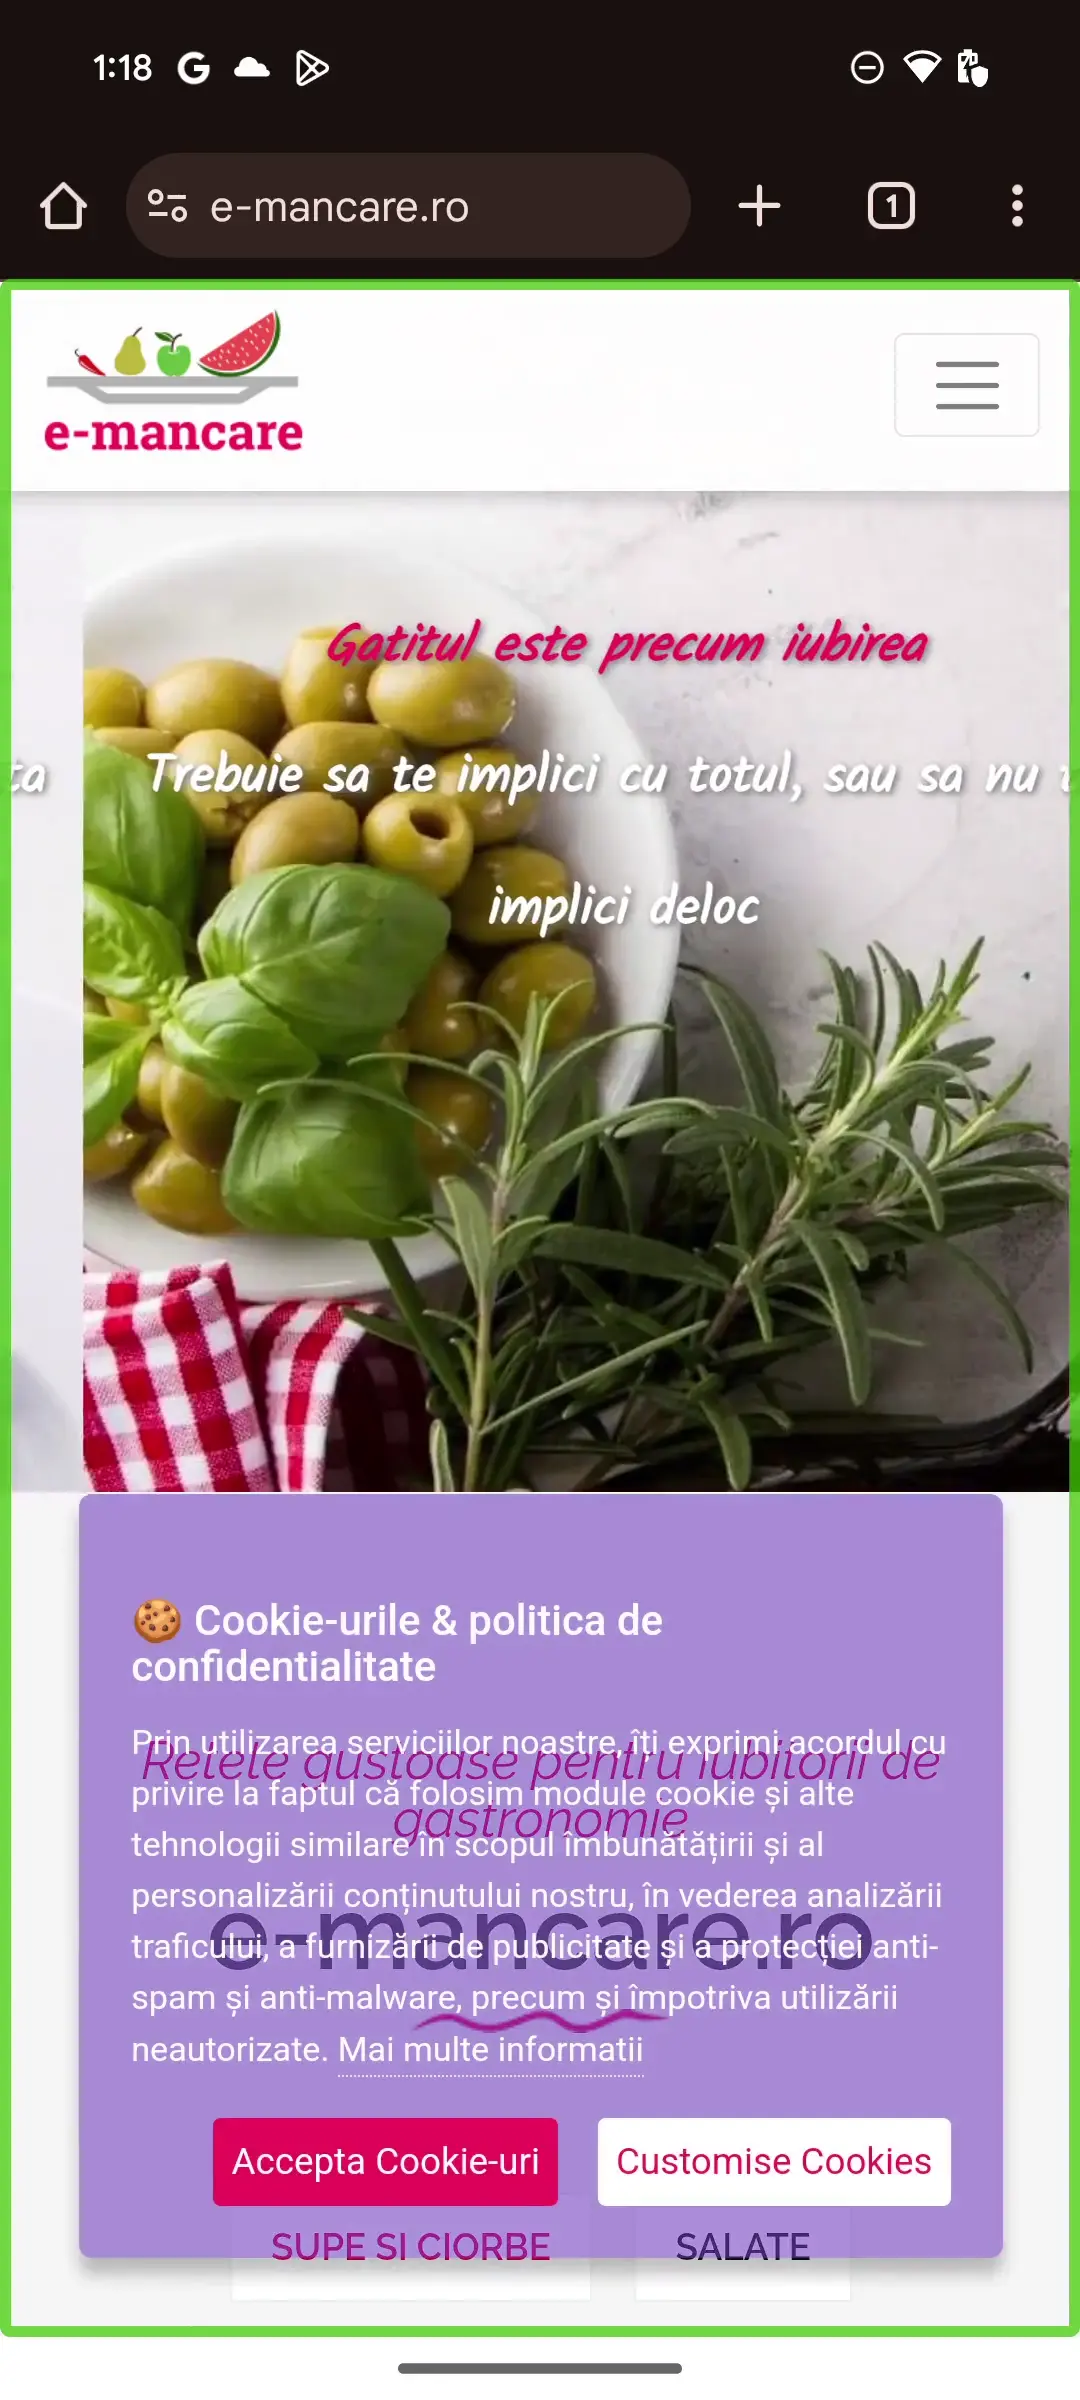 1:18
e-mancare.ro
1
e-mancare
Gatitul este precum iubirea
ta
Trebuie sa te implici cu totul, sau sa nu
implici deloc
🍪 Cookie-urile & politica de
confidentialitate
Prin utilizarea serviciilor noastre, îți exprimi acordul cu
privire la faptul că folosim module cookie și alte
tehnologii similare în scopul îmbunătățirii și al
personalizării conținutului nostru, în vederea analizării
traficului, a furnizării de publicitate și a protecției anti-
spam și anti-malware, precum și împotriva utilizării
neautorizate. Mai multe informatii
Retete gustoase pentru iubitorii de
gastronomie
e-mancare.ro
Accepta Cookie-uri
Customise Cookies
SUPE SI CIORBE
SALATE